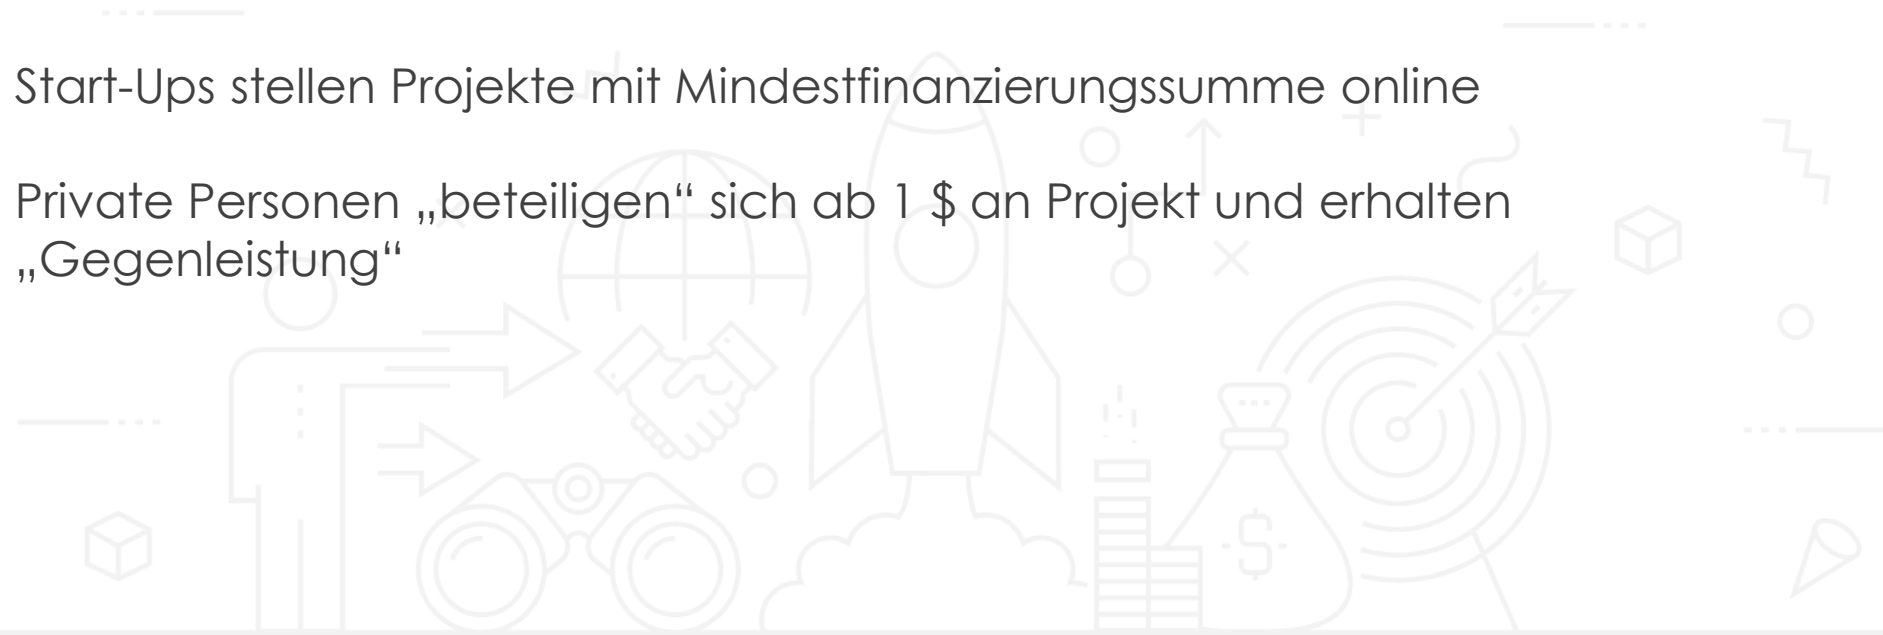 Start-Ups stellen Projekte mit Mindestfinanzierungssumme online
Private Personen „beteiligen“ sich ab 1 $ an Projekt und erhalten
„Gegenleistung“
$